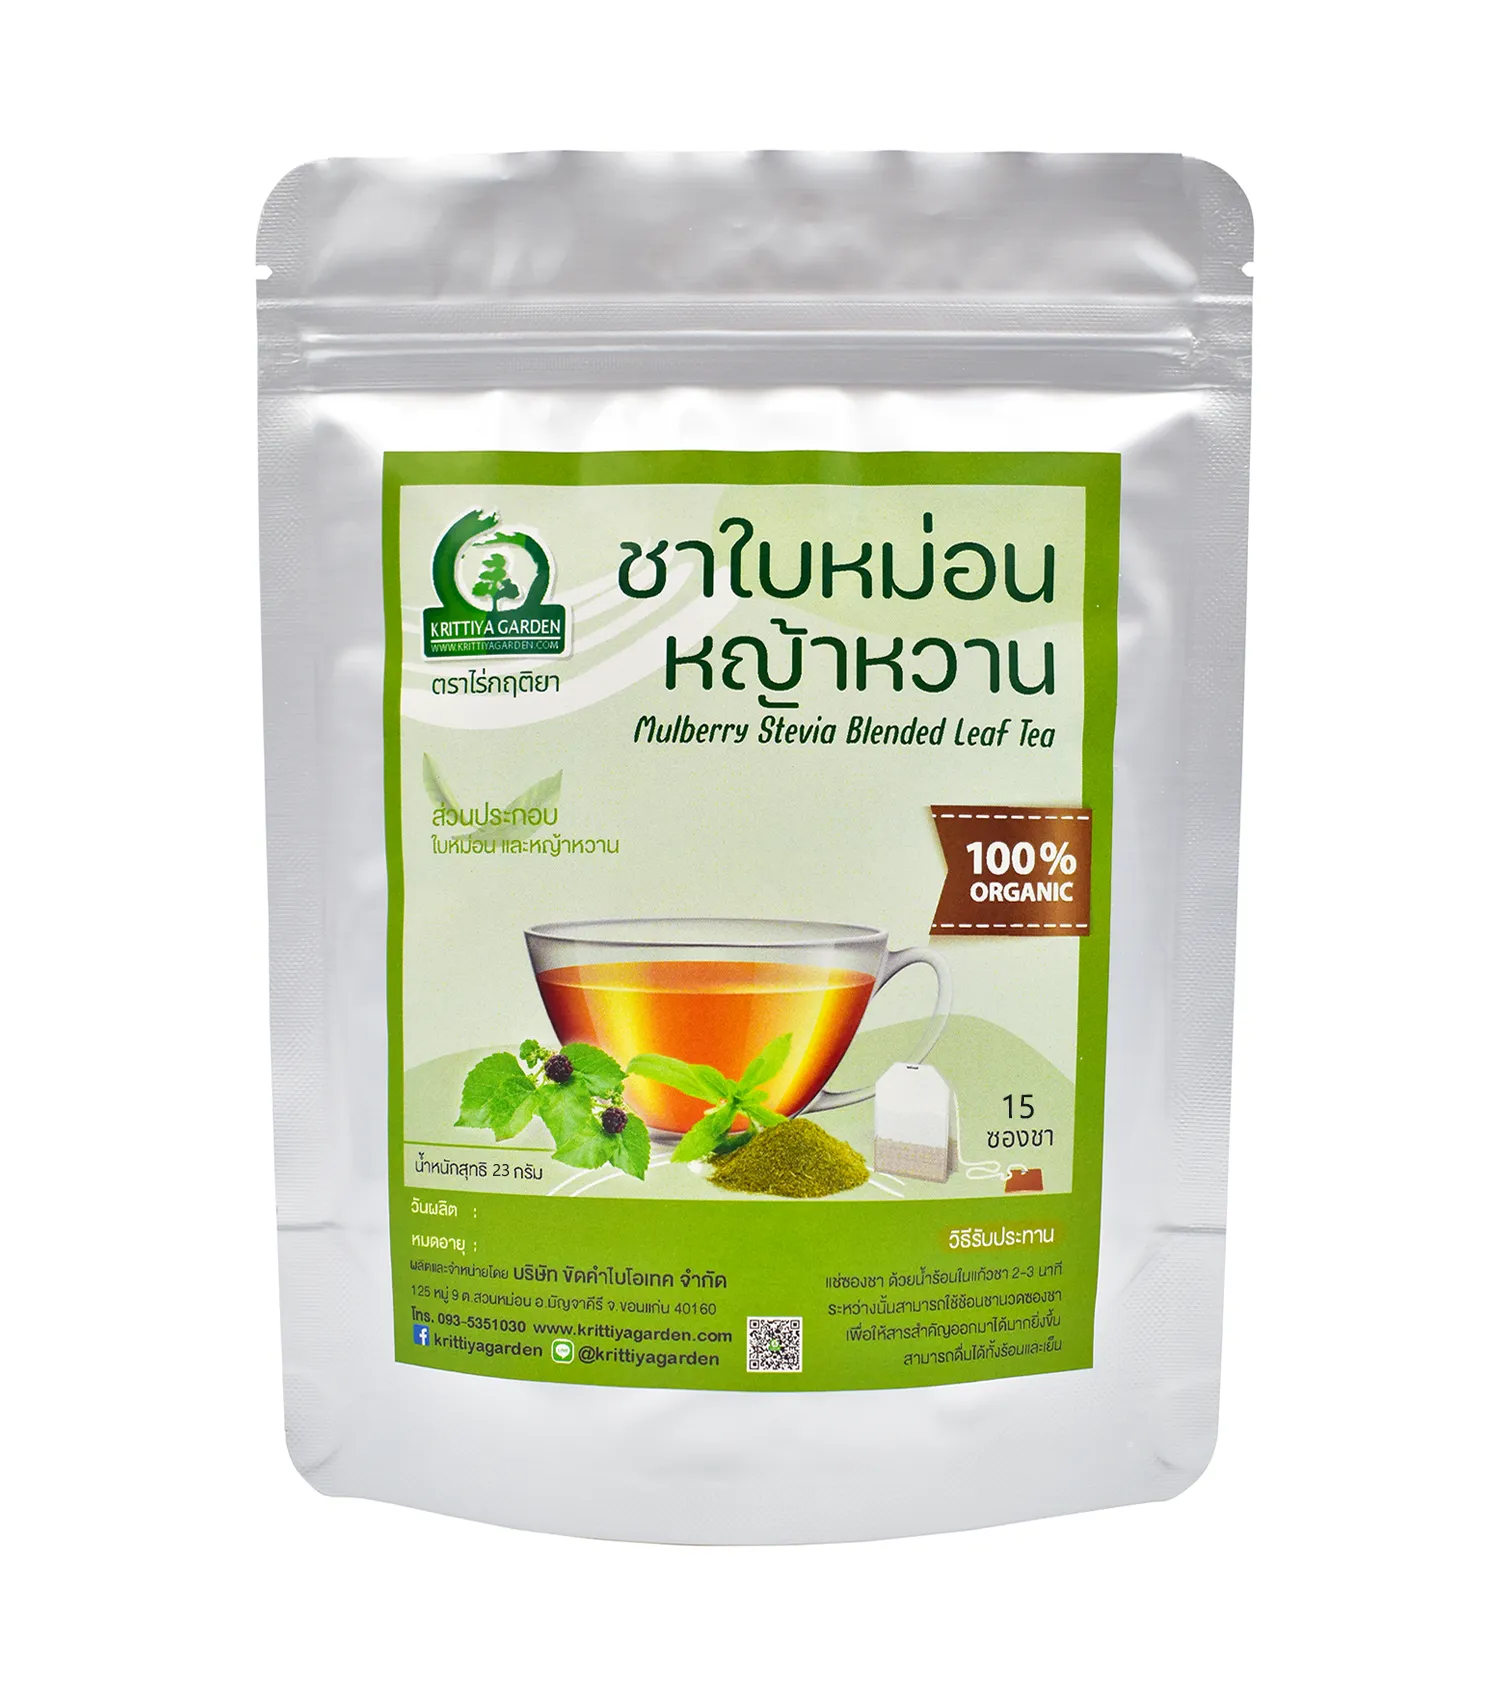 KRITTIYA GARDEN
WWW.KRITTIYAGARDEN.COM
ตราไร่กฤติยา
ชาใบหม่อน
หญ้าหวาน
Mulberry Stevia Blended Leaf Tea
ส่วนประกอบ
ใบหม่อน และหญ้าหวาน
100%
ORGANIC
15
ซองชา
น้ำหนักสุทธิ 23 กรัม
วันผลิต :
หมดอายุ :
ผลิตและจำหน่ายโดย บริษัท ขัดคำไบโอเทค จำกัด
125 หมู่ 9 ต.สวนหม่อน อ.มัญจาคีรี จ.ขอนแก่น 40160
โทร. 093-5351030 www.krittiyagarden.com
krittiyagarden @krittiyagarden
วิธีรับประทาน
แช่ซองชา ด้วยน้ำร้อนในแก้วชา 2-3 นาที
ระหว่างนั้นสามารถใช้ช้อนชานวดซองชา
เพื่อให้สารสำคัญออกมาได้มากยิ่งขึ้น
สามารถดื่มได้ทั้งร้อนและเย็น